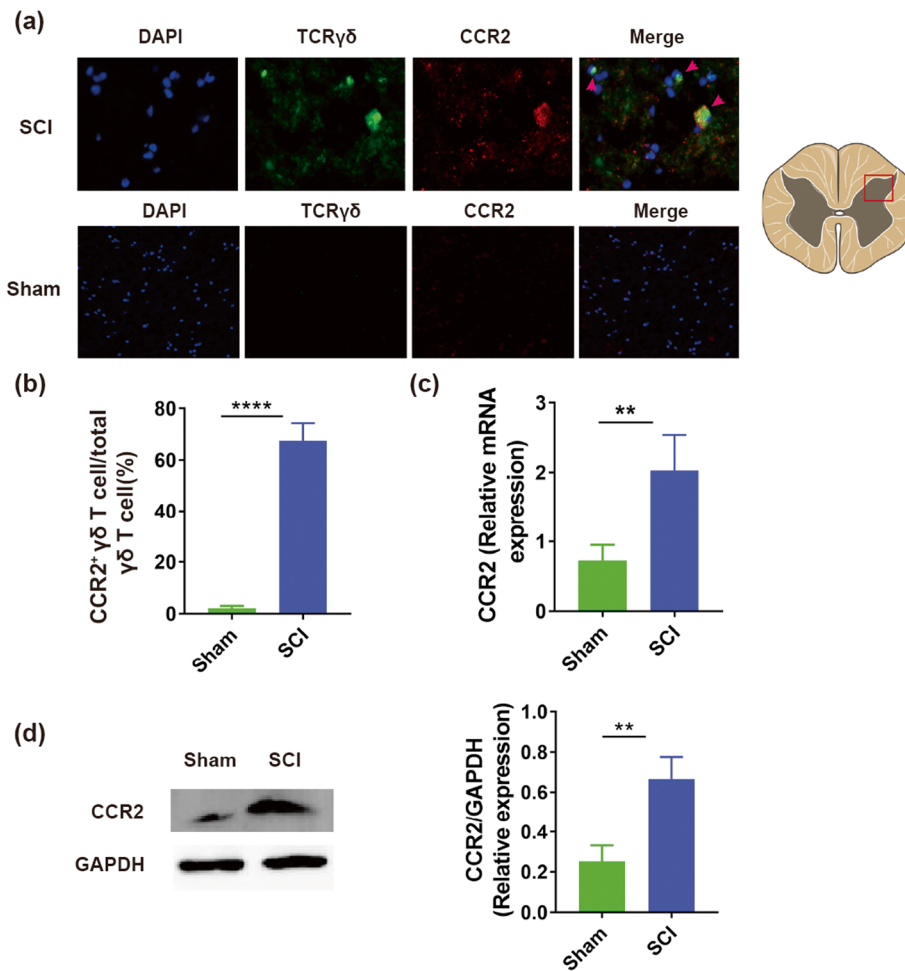 (a)
DAPI TCRγδ CCR2 Merge
SCI
DAPI TCRγδ CCR2 Merge
Sham
(b)
CCR2⁺ γδ T cell/total
γδ T cell(%)
80
60
40
20
0
****
Sham SCI
(c)
CCR2 (Relative mRNA
expression)
3
2
1
0
**
Sham SCI
(d)
Sham SCI
CCR2
GAPDH
CCR2/GAPDH
(Relative expression)
1.0
0.8
0.6
0.4
0.2
0.0
**
Sham SCI